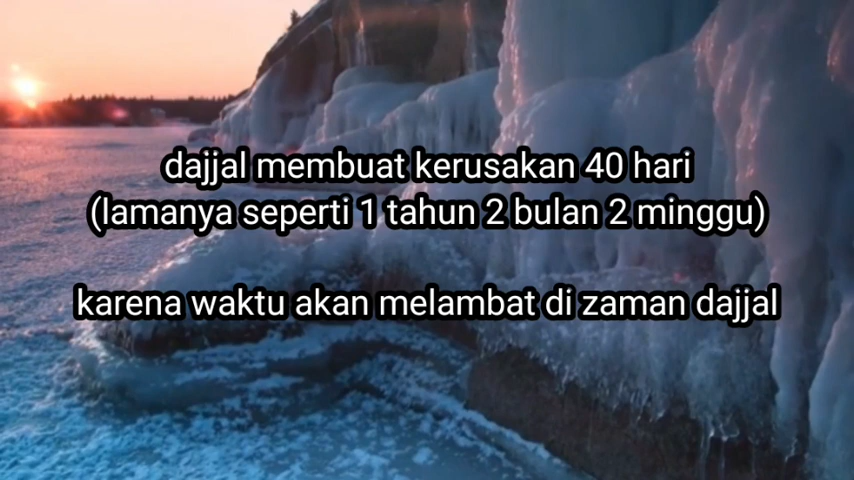 dajjal membuat kerusakan 40 hari
(lamanya seperti 1 tahun 2 bulan 2 minggu)
karena waktu akan melambat di zaman dajjal